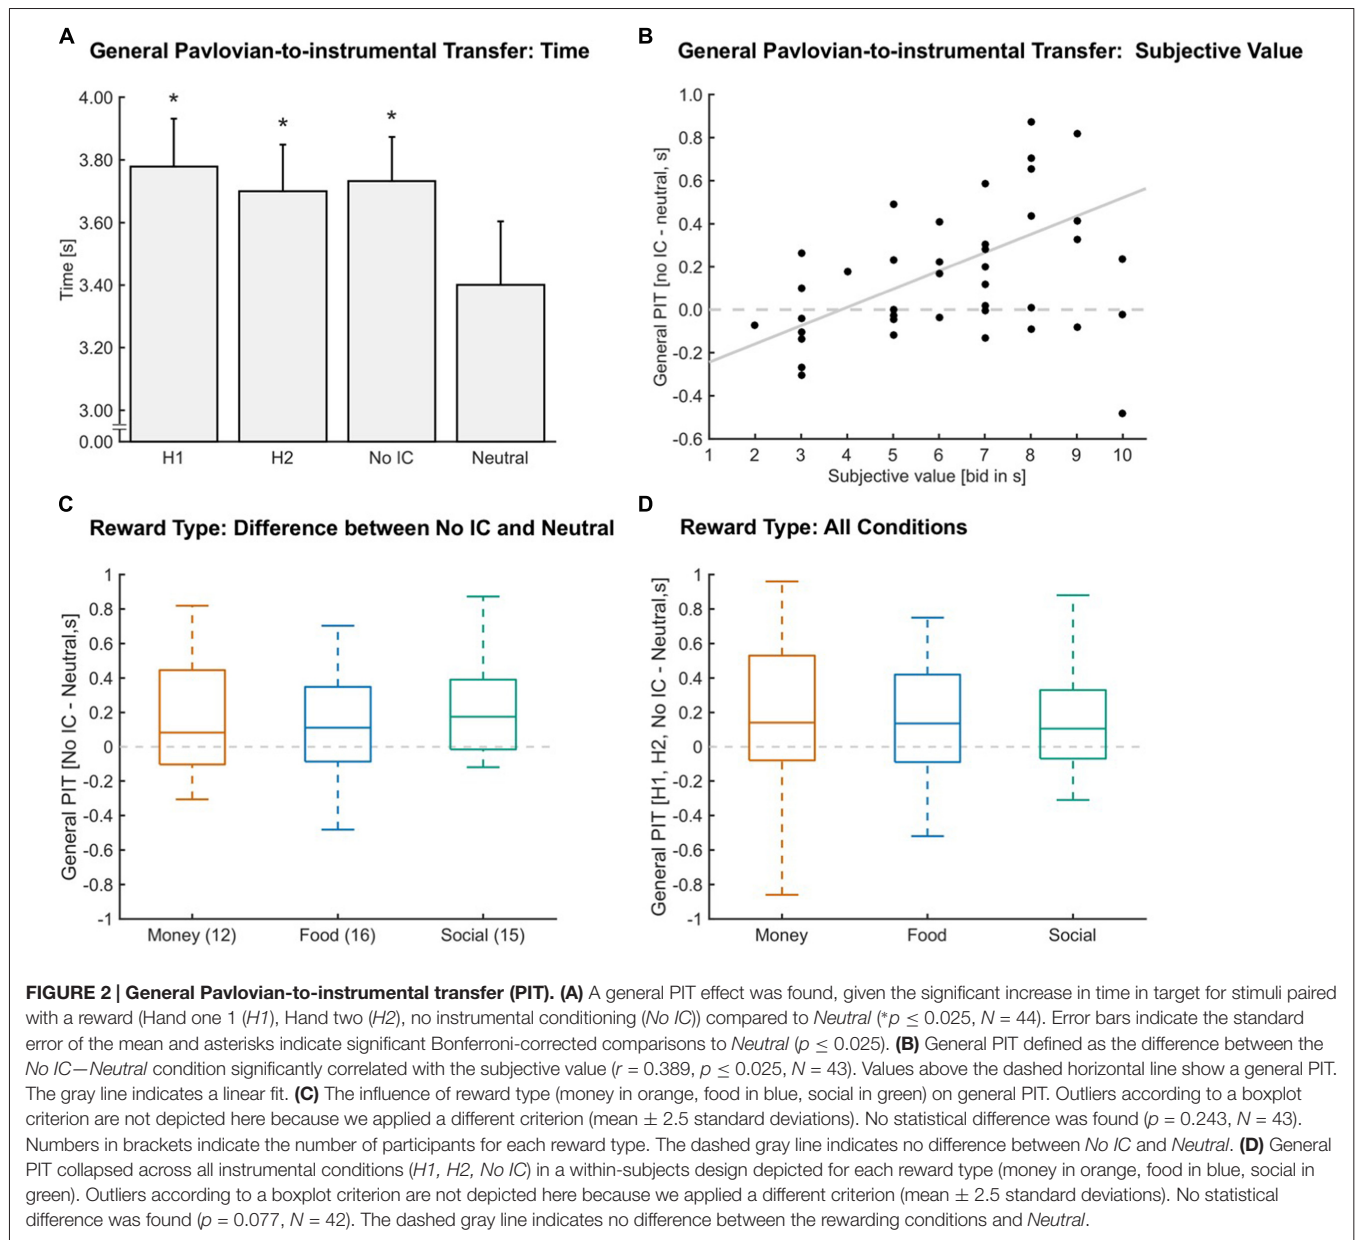 A
General Pavlovian-to-instrumental Transfer: Time
4.00
3.80
3.60
3.40
3.20
3.00
0.00
Time [s]
*
*
*
H1
H2
No IC
Neutral
B
General Pavlovian-to-instrumental Transfer:  Subjective Value
1.0
0.8
0.6
0.4
0.2
0.0
-0.2
-0.4
-0.6
General PIT [no IC - neutral, s]
1 2 3 4 5 6 7 8 9 10
Subjective value [bid in s]
C
Reward Type: Difference between No IC and Neutral
1
0.8
0.6
0.4
0.2
0
-0.2
-0.4
-0.6
-0.8
-1
General PIT [No IC - Neutral,s]
Money (12)
Food (16)
Social (15)
D
Reward Type: All Conditions
1
0.8
0.6
0.4
0.2
0
-0.2
-0.4
-0.6
-0.8
-1
General PIT [H1, H2, No IC - Neutral,s]
Money
Food
Social
FIGURE 2 | General Pavlovian-to-instrumental transfer (PIT). (A) A general PIT effect was found, given the significant increase in time in target for stimuli paired
with a reward (Hand one 1 (H1), Hand two (H2), no instrumental conditioning (No IC)) compared to Neutral (*p ≤ 0.025, N = 44). Error bars indicate the standard
error of the mean and asterisks indicate significant Bonferroni-corrected comparisons to Neutral (p ≤ 0.025). (B) General PIT defined as the difference between the
No IC—Neutral condition significantly correlated with the subjective value (r = 0.389, p ≤ 0.025, N = 43). Values above the dashed horizontal line show a general PIT.
The gray line indicates a linear fit. (C) The influence of reward type (money in orange, food in blue, social in green) on general PIT. Outliers according to a boxplot
criterion are not depicted here because we applied a different criterion (mean ± 2.5 standard deviations). No statistical difference was found (p = 0.243, N = 43).
Numbers in brackets indicate the number of participants for each reward type. The dashed gray line indicates no difference between No IC and Neutral. (D) General
PIT collapsed across all instrumental conditions (H1, H2, No IC) in a within-subjects design depicted for each reward type (money in orange, food in blue, social in
green). Outliers according to a boxplot criterion are not depicted here because we applied a different criterion (mean ± 2.5 standard deviations). No statistical
difference was found (p = 0.077, N = 42). The dashed gray line indicates no difference between the rewarding conditions and Neutral.